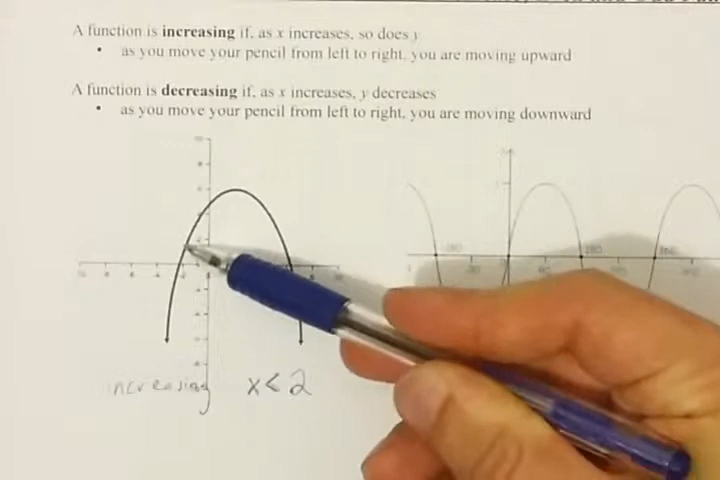 A function is increasing if, as x increases, so does y
• as you move your pencil from left to right, you are moving upward
A function is decreasing if, as x increases, y decreases
• as you move your pencil from left to right, you are moving downward
180
360
increasing x<2